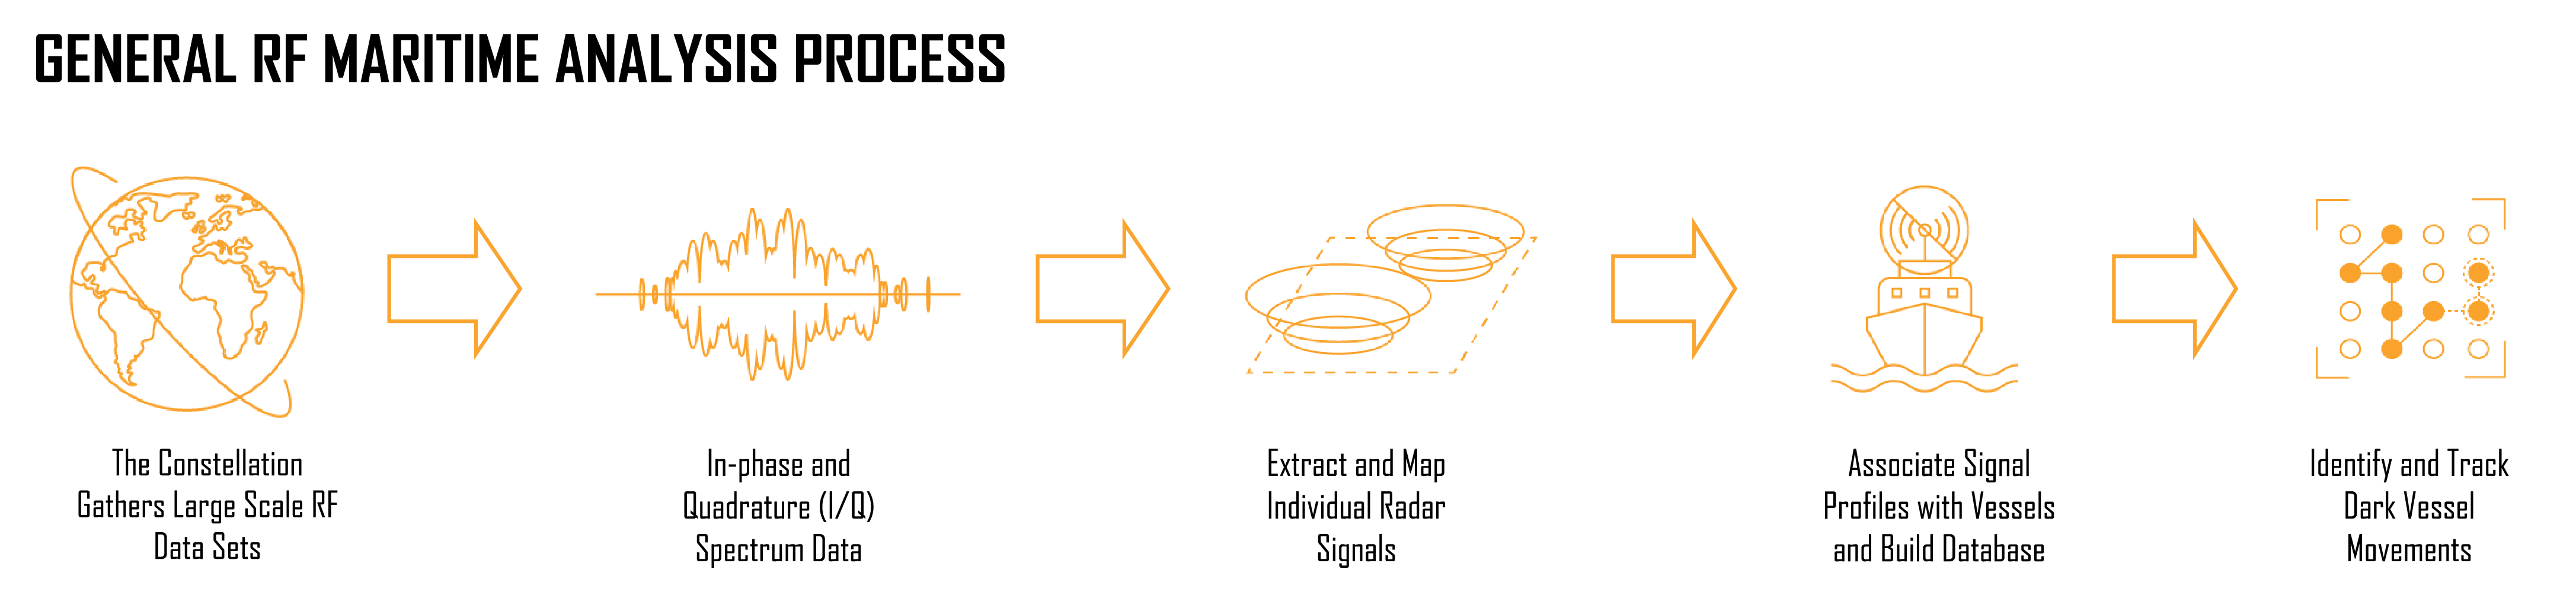 GENERAL RF MARITIME ANALYSIS PROCESS
The Constellation
Gathers Large Scale RF
Data Sets
In-phase and
Quadrature (I/Q)
Spectrum Data
Extract and Map
Individual Radar
Signals
Associate Signal
Profiles with Vessels
and Build Database
Identify and Track
Dark Vessel
Movements